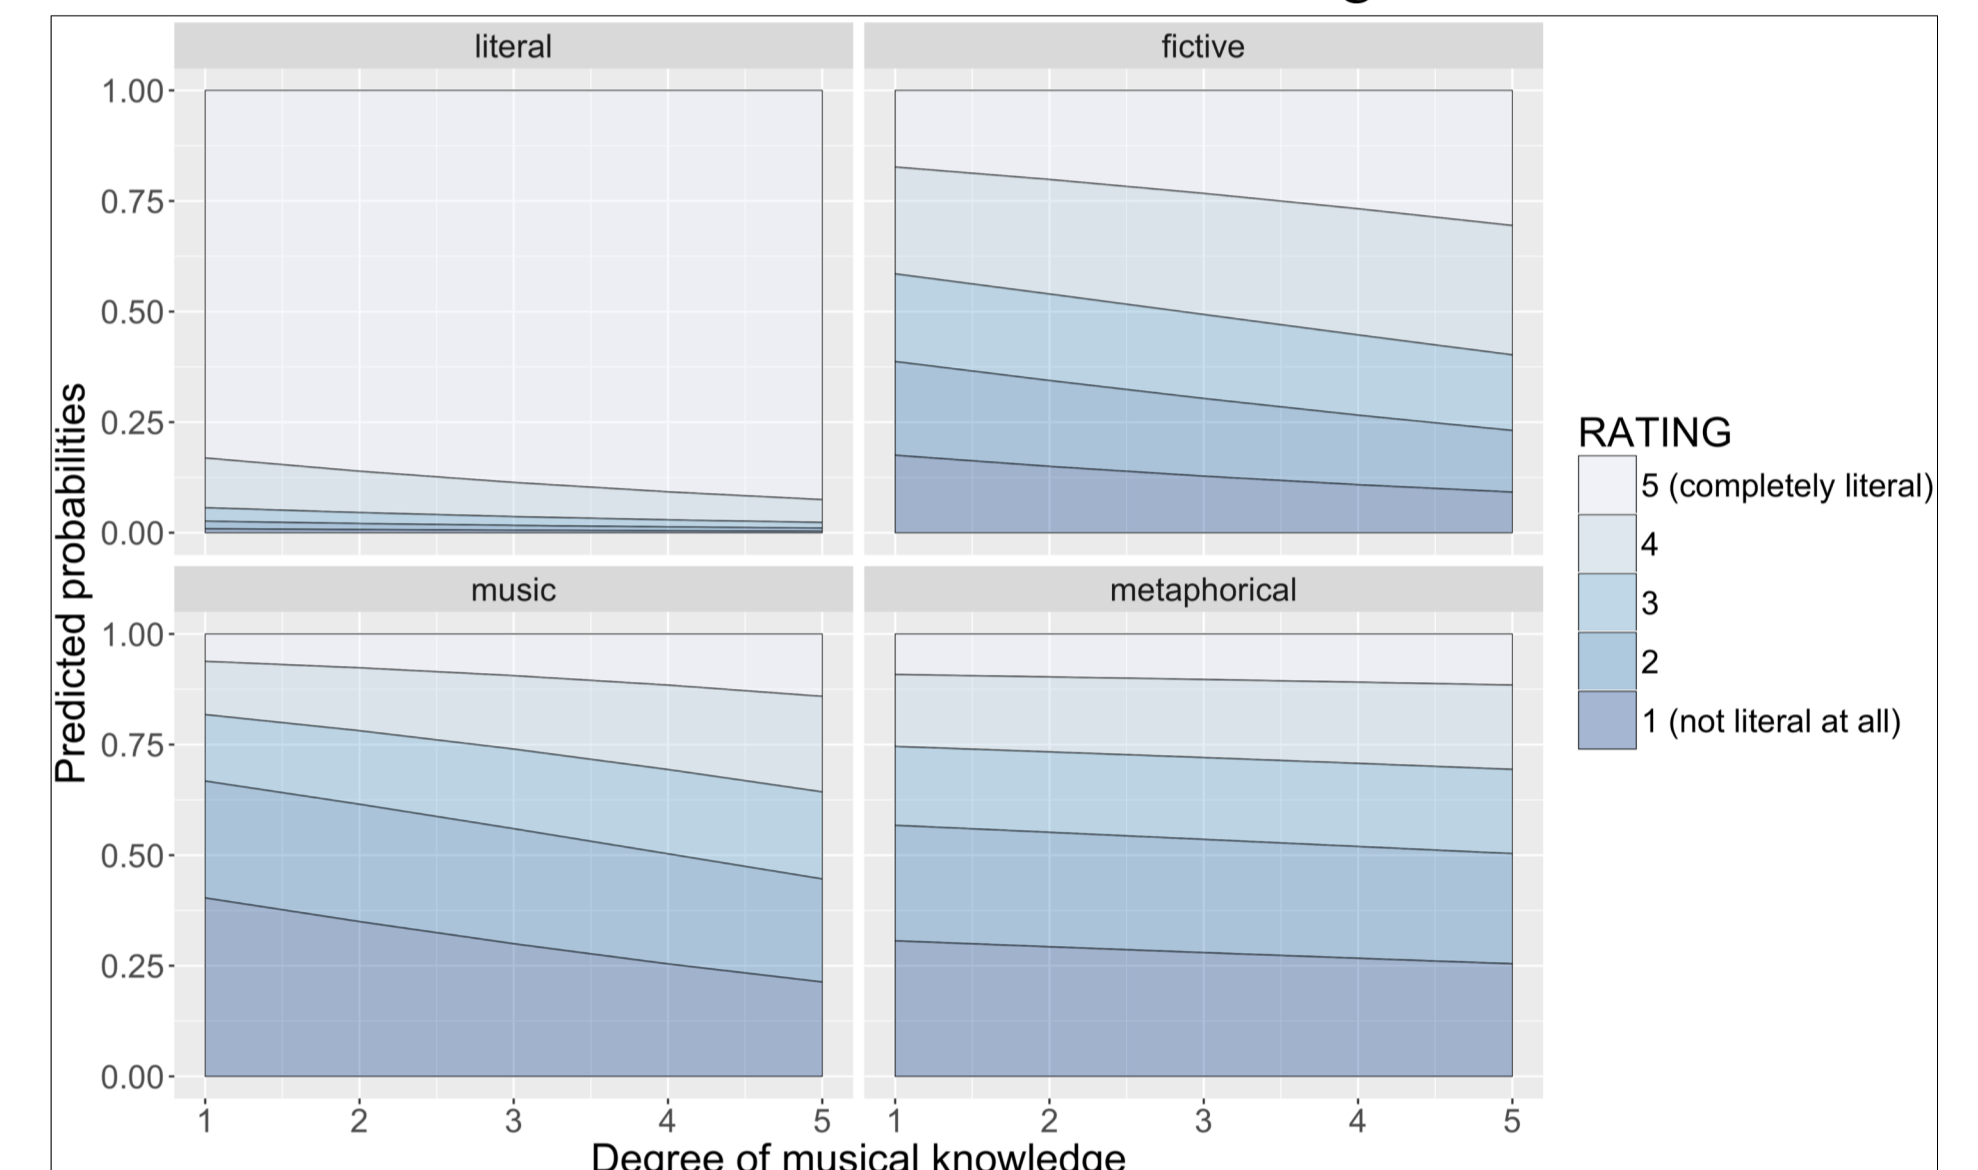 literal
fictive
1.00
0.75
0.50
0.25
0.00
music
metaphorical
1.00
0.75
0.50
0.25
0.00
1 2 3 4 5
1 2 3 4 5
Predicted probabilities
Degree of musical knowledge
RATING
5 (completely literal)
4
3
2
1 (not literal at all)